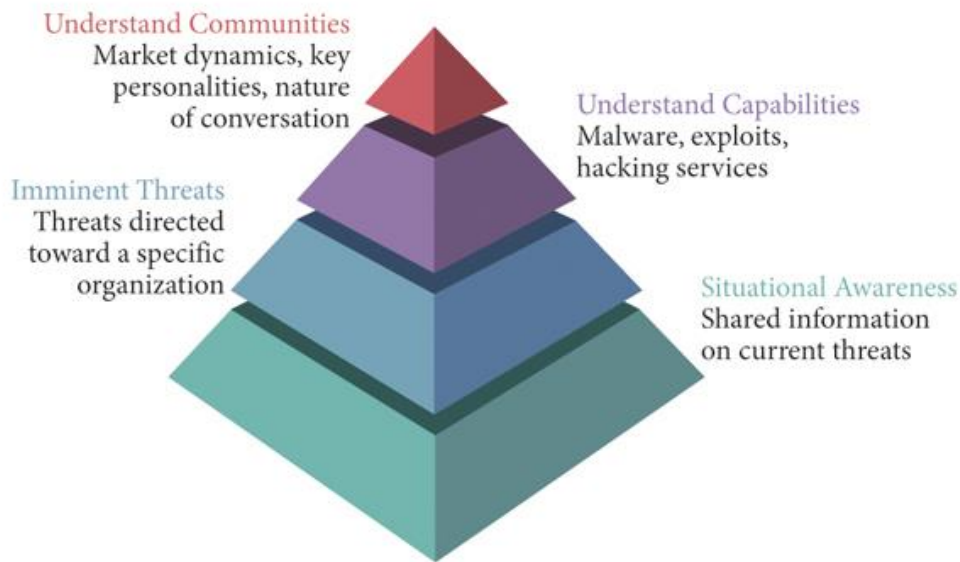 Understand Communities
Market dynamics, key
personalities, nature
of conversation
Understand Capabilities
Malware, exploits,
hacking services
Imminent Threats
Threats directed
toward a specific
organization
Situational Awareness
Shared information
on current threats